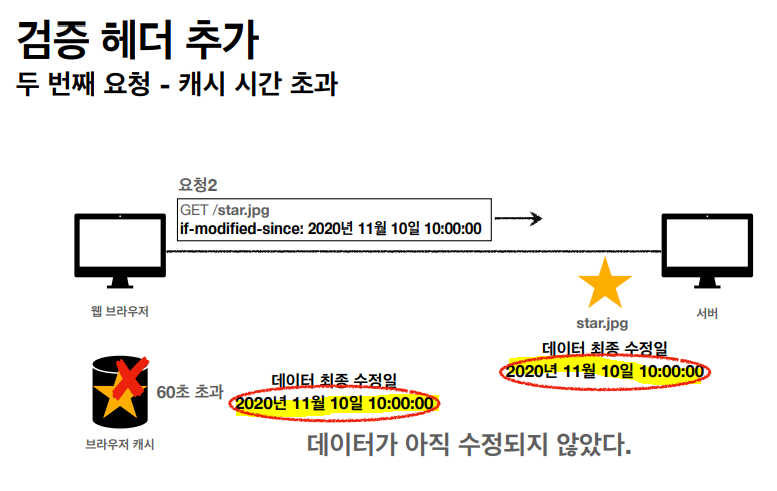 검증 헤더 추가
두 번째 요청 - 캐시 시간 초과
요청2
GET /star.jpg
if-modified-since: 2020년 11월 10일 10:00:00
웹 브라우저
star.jpg
서버
데이터 최종 수정일
2020년 11월 10일 10:00:00
60초 초과
데이터 최종 수정일
2020년 11월 10일 10:00:00
브라우저 캐시
데이터가 아직 수정되지 않았다.